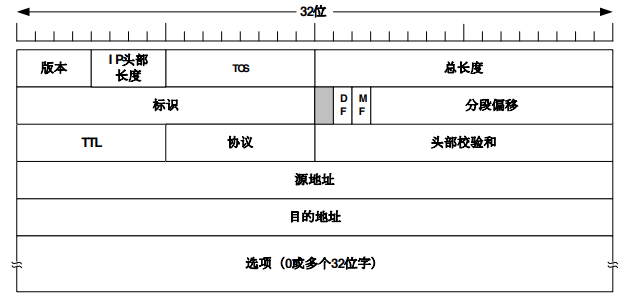 32位
版本
IP头部
长度
TOS
总长度
标识
D
F
M
F
分段偏移
TTL
协议
头部校验和
源地址
目的地址
选项（0或多个32位字）